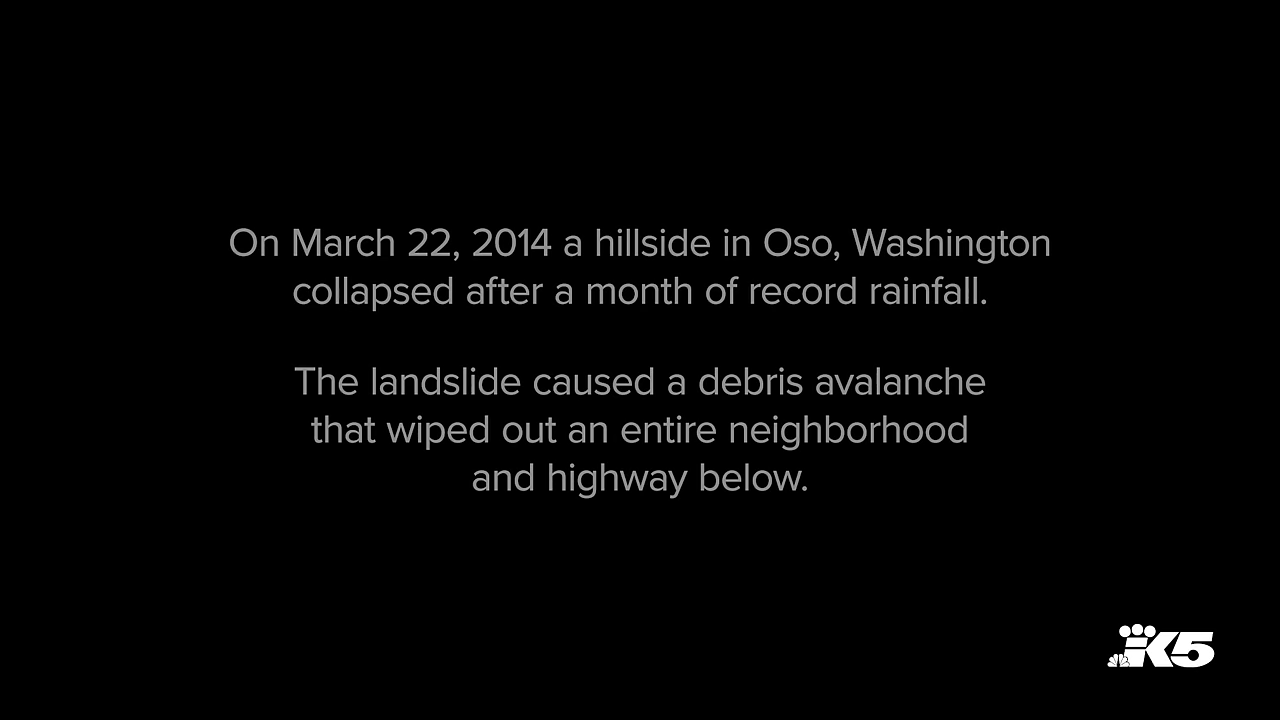 On March 22, 2014 a hillside in Oso, Washington
collapsed after a month of record rainfall.
The landslide caused a debris avalanche
that wiped out an entire neighborhood
and highway below.
K5